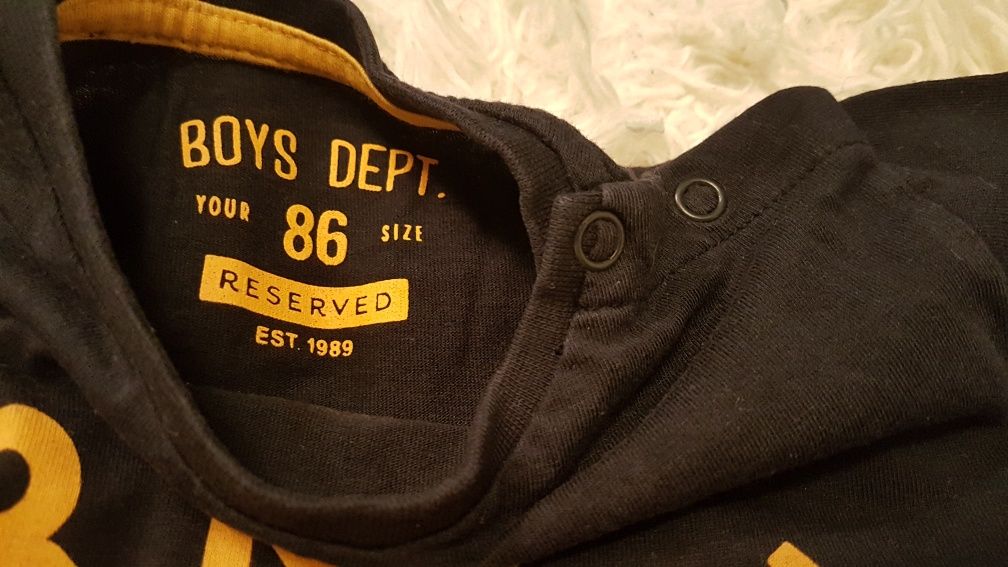 BOYS DEPT.
YOUR 86 SIZE
RESERVED
EST. 1989